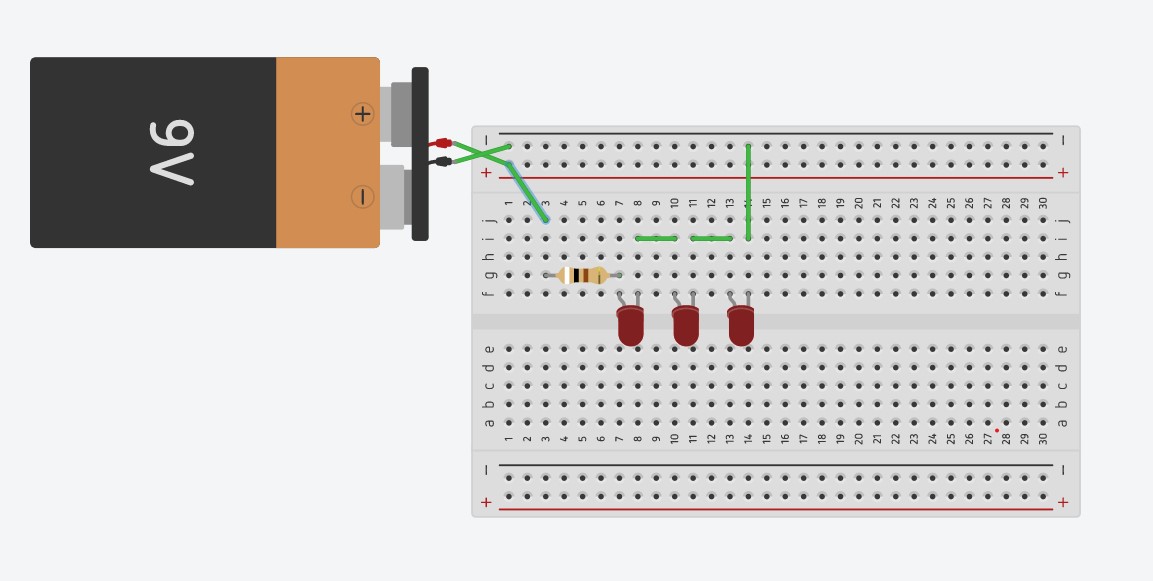 9V
+
−
− −
+ +
1 2 3 4 5 6 7 8 9 10 11 12 13 14 15 16 17 18 19 20 21 22 23 24 25 26 27 28 29 30
j j
i i
h h
g g
f f
e e
d d
c c
b b
a a
1 2 3 4 5 6 7 8 9 10 11 12 13 14 15 16 17 18 19 20 21 22 23 24 25 26 27 28 29 30
− −
+ +